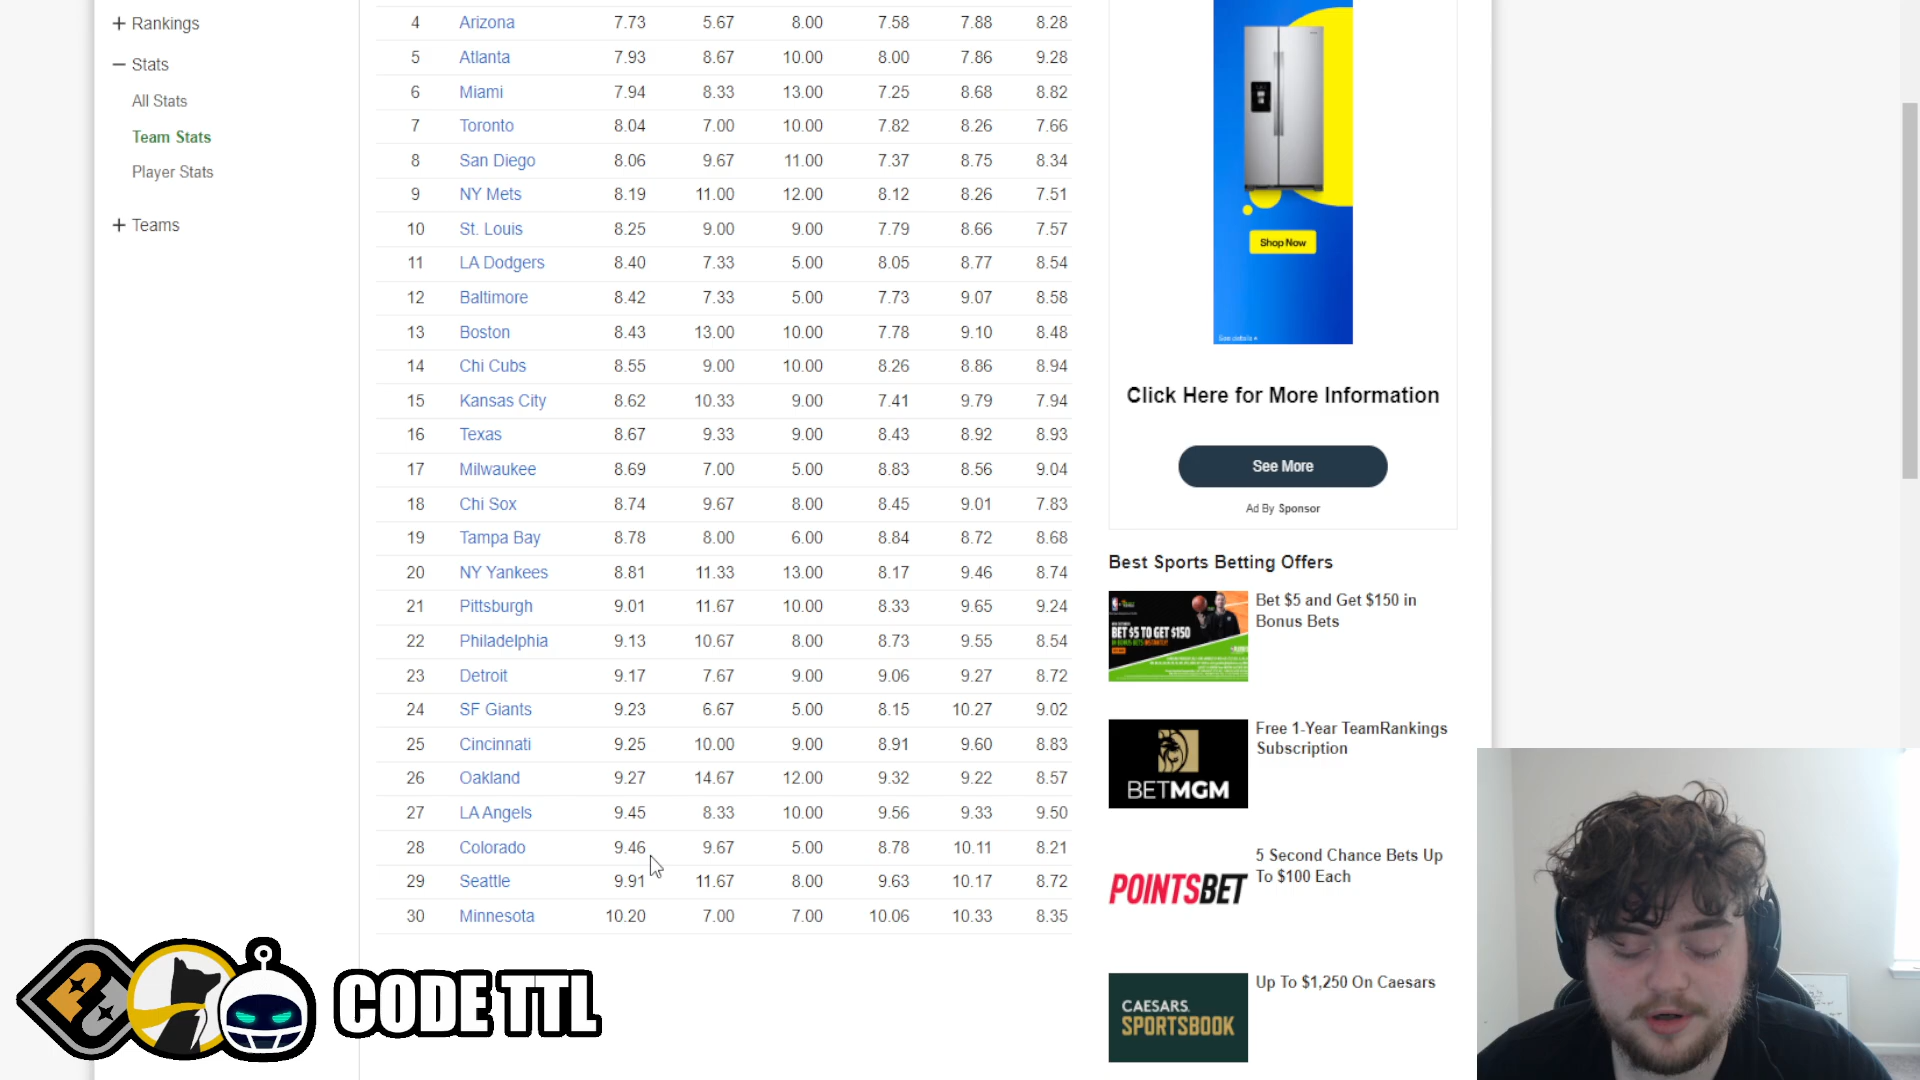 + Rankings
− Stats
All Stats
Team Stats
Player Stats
+ Teams
4 Arizona 7.73 5.67 8.00 7.58 7.88 8.28
5 Atlanta 7.93 8.67 10.00 8.00 7.86 9.28
6 Miami 7.94 8.33 13.00 7.25 8.68 8.82
7 Toronto 8.04 7.00 10.00 7.82 8.26 7.66
8 San Diego 8.06 9.67 11.00 7.37 8.75 8.34
9 NY Mets 8.19 11.00 12.00 8.12 8.26 7.51
10 St. Louis 8.25 9.00 9.00 7.79 8.66 7.57
11 LA Dodgers 8.40 7.33 5.00 8.05 8.77 8.54
12 Baltimore 8.42 7.33 5.00 7.73 9.07 8.58
13 Boston 8.43 13.00 10.00 7.78 9.10 8.48
14 Chi Cubs 8.55 9.00 10.00 8.26 8.86 8.94
15 Kansas City 8.62 10.33 9.00 7.41 9.79 7.94
16 Texas 8.67 9.33 9.00 8.43 8.92 8.93
17 Milwaukee 8.69 7.00 5.00 8.83 8.56 9.04
18 Chi Sox 8.74 9.67 8.00 8.45 9.01 7.83
19 Tampa Bay 8.78 8.00 6.00 8.84 8.72 8.68
20 NY Yankees 8.81 11.33 13.00 8.17 9.46 8.74
21 Pittsburgh 9.01 11.67 10.00 8.33 9.65 9.24
22 Philadelphia 9.13 10.67 8.00 8.73 9.55 8.54
23 Detroit 9.17 7.67 9.00 9.06 9.27 8.72
24 SF Giants 9.23 6.67 5.00 8.15 10.27 9.02
25 Cincinnati 9.25 10.00 9.00 8.91 9.60 8.83
26 Oakland 9.27 14.67 12.00 9.32 9.22 8.57
27 LA Angels 9.45 8.33 10.00 9.56 9.33 9.50
28 Colorado 9.46 9.67 5.00 8.78 10.11 8.21
29 Seattle 9.91 11.67 8.00 9.63 10.17 8.72
30 Minnesota 10.20 7.00 7.00 10.06 10.33 8.35
Shop Now
Click Here for More Information
See More
Ad By Sponsor
Best Sports Betting Offers
BET $5 TO GET $150
Bet $5 and Get $150 in
Bonus Bets
BETMGM
Free 1-Year TeamRankings
Subscription
POINTSBET
5 Second Chance Bets Up
To $100 Each
CAESARS
SPORTSBOOK
Up To $1,250 On Caesars
CODE TTL